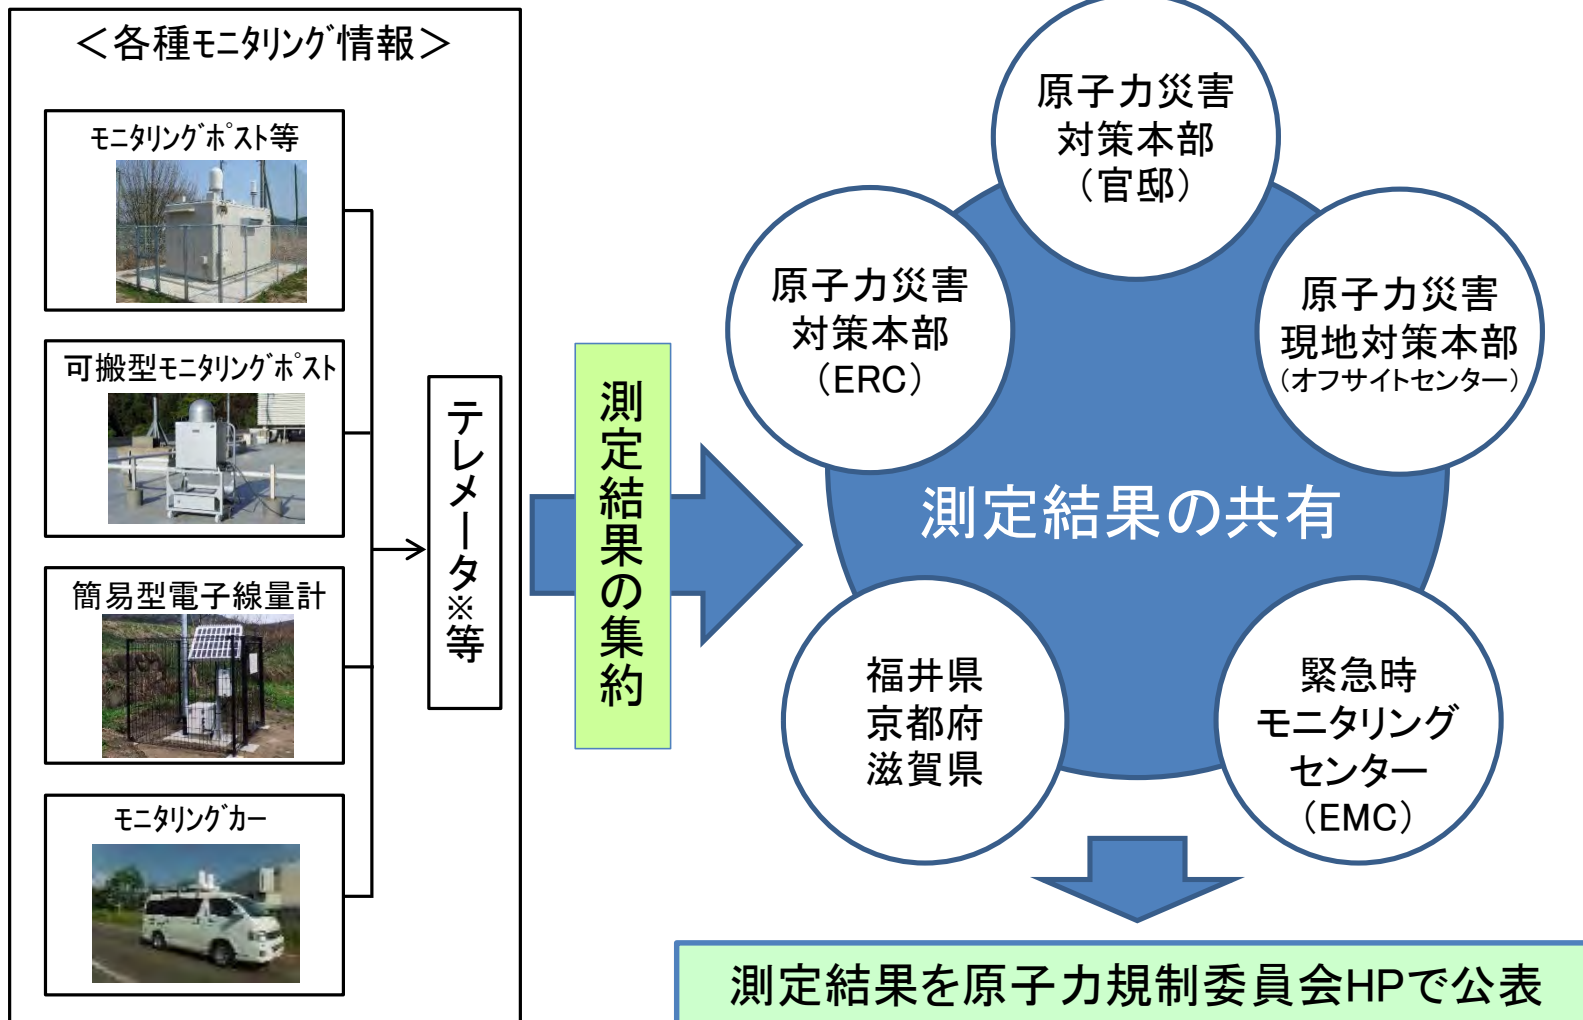 ＜各種ﾓﾆﾀﾘﾝｸﾞ情報＞
ﾓﾆﾀﾘﾝｸﾞﾎﾟｽﾄ等
可搬型ﾓﾆﾀﾘﾝｸﾞﾎﾟｽﾄ
簡易型電子線量計
ﾓﾆﾀﾘﾝｸﾞｶｰ
テレメータ※等
測定結果の集約
原子力災害
対策本部
（官邸）
原子力災害
対策本部
（ERC）
原子力災害
現地対策本部
（オフサイトセンター）
測定結果の共有
福井県
京都府
滋賀県
緊急時
モニタリング
センター
（EMC）
測定結果を原子力規制委員会HPで公表